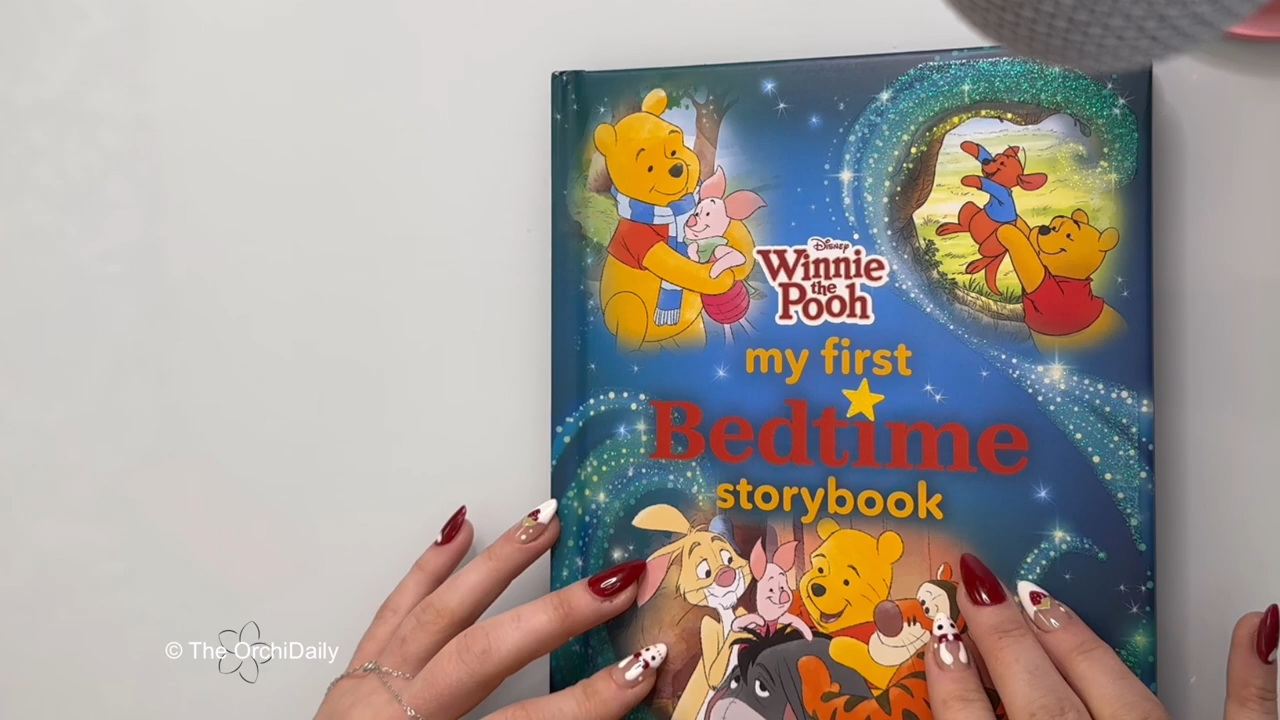 Disney
Winnie
the
Pooh
my first
Bedtime
storybook
© The OrchiDaily